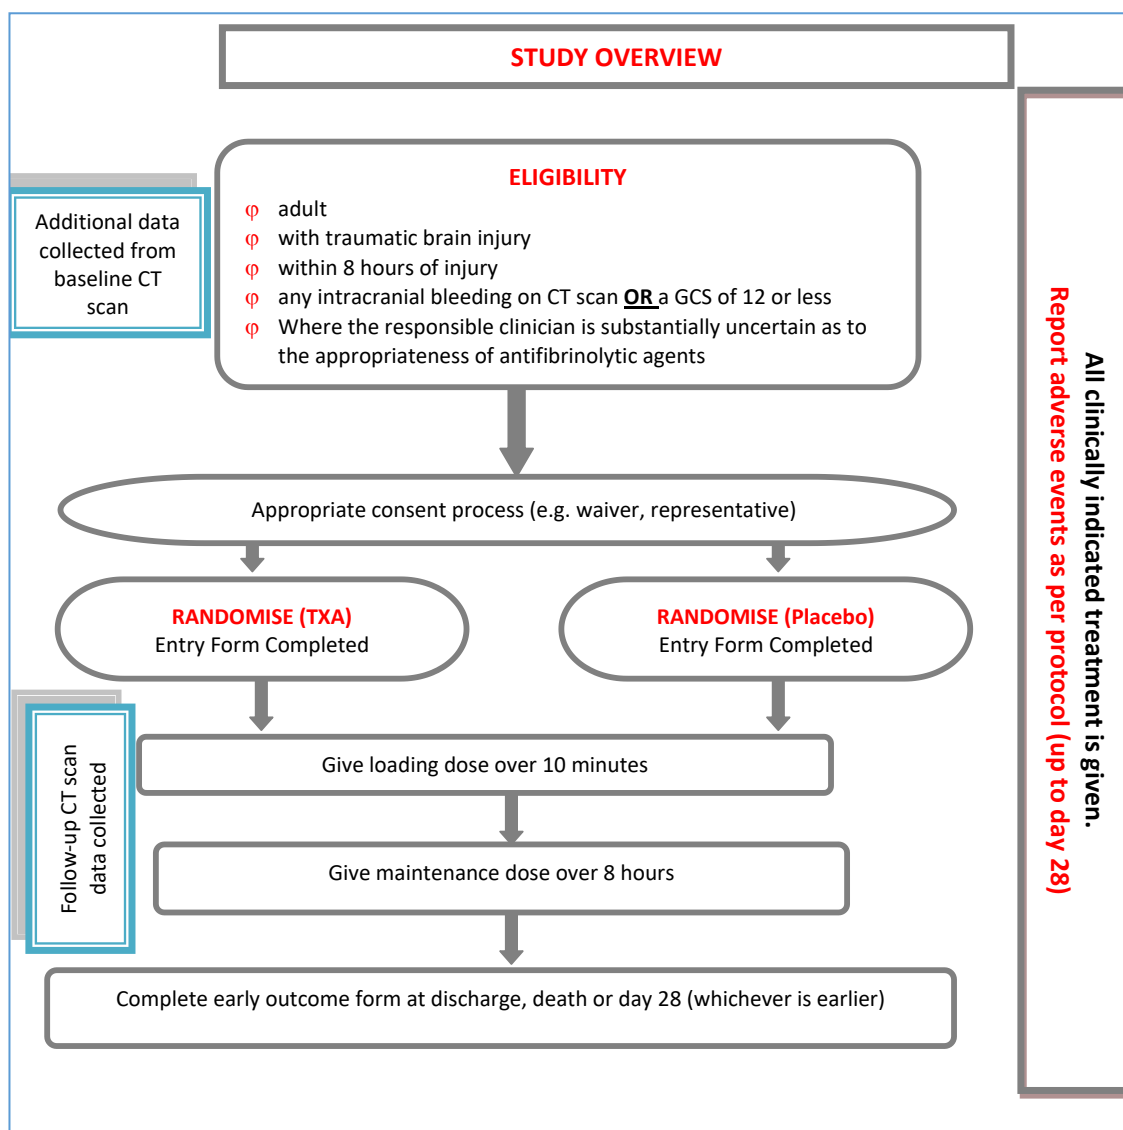 STUDY OVERVIEW
ELIGIBILITY
φ adult
φ with traumatic brain injury
φ within 8 hours of injury
φ any intracranial bleeding on CT scan OR a GCS of 12 or less
φ Where the responsible clinician is substantially uncertain as to
the appropriateness of antifibrinolytic agents
Additional data
collected from
baseline CT
scan
Appropriate consent process (e.g. waiver, representative)
RANDOMISE (TXA)
Entry Form Completed
RANDOMISE (Placebo)
Entry Form Completed
Follow-up CT scan
data collected
Give loading dose over 10 minutes
Give maintenance dose over 8 hours
Complete early outcome form at discharge, death or day 28 (whichever is earlier)
All clinically indicated treatment is given.
Report adverse events as per protocol (up to day 28)